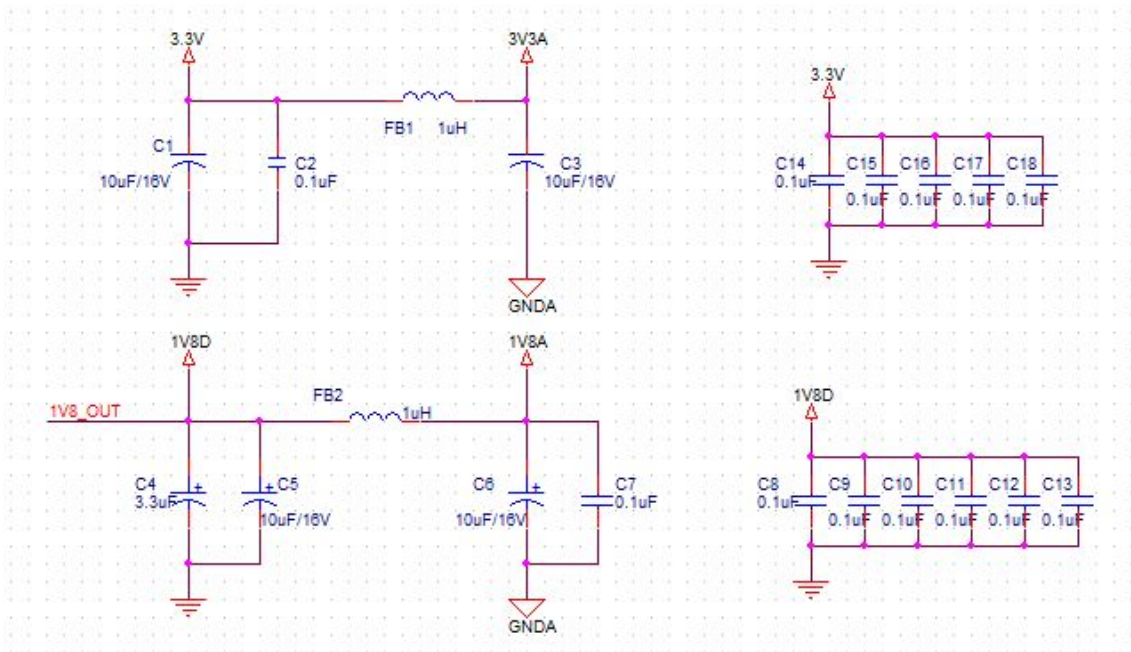 3.3V
3V3A
FB1 1uH
C1
10uF/16V
C2
0.1uF
C3
10uF/16V
GNDA
3.3V
C14
0.1uF
C15
0.1uF
C16
0.1uF
C17
0.1uF
C18
0.1uF
1V8D
1V8A
1V8_OUT
FB2
1uH
C4
3.3uF
+
+
C5
10uF/16V
C6
10uF/16V
+
C7
0.1uF
GNDA
1V8D
C8
0.1uF
C9
0.1uF
C10
0.1uF
C11
0.1uF
C12
0.1uF
C13
0.1uF